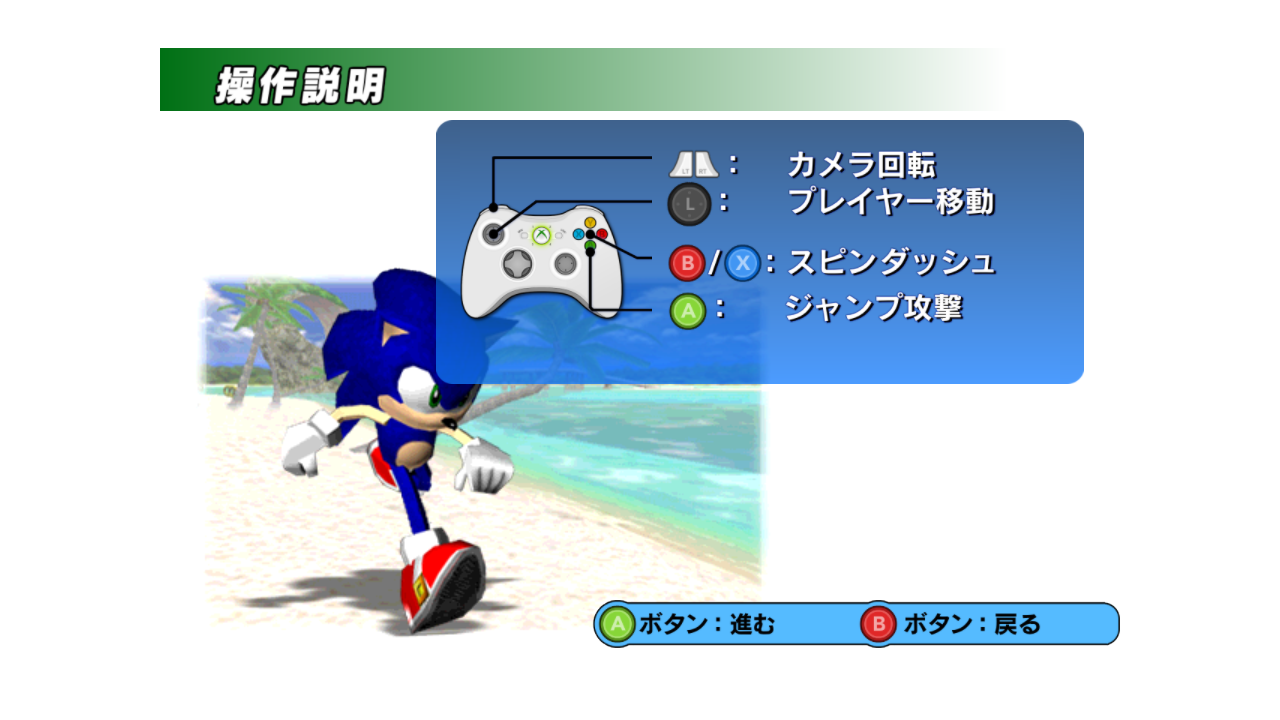 操作説明
LT RT : カメラ回転
L : プレイヤー移動
B / X : スピンダッシュ
A : ジャンプ攻撃
A ボタン：進む B ボタン：戻る